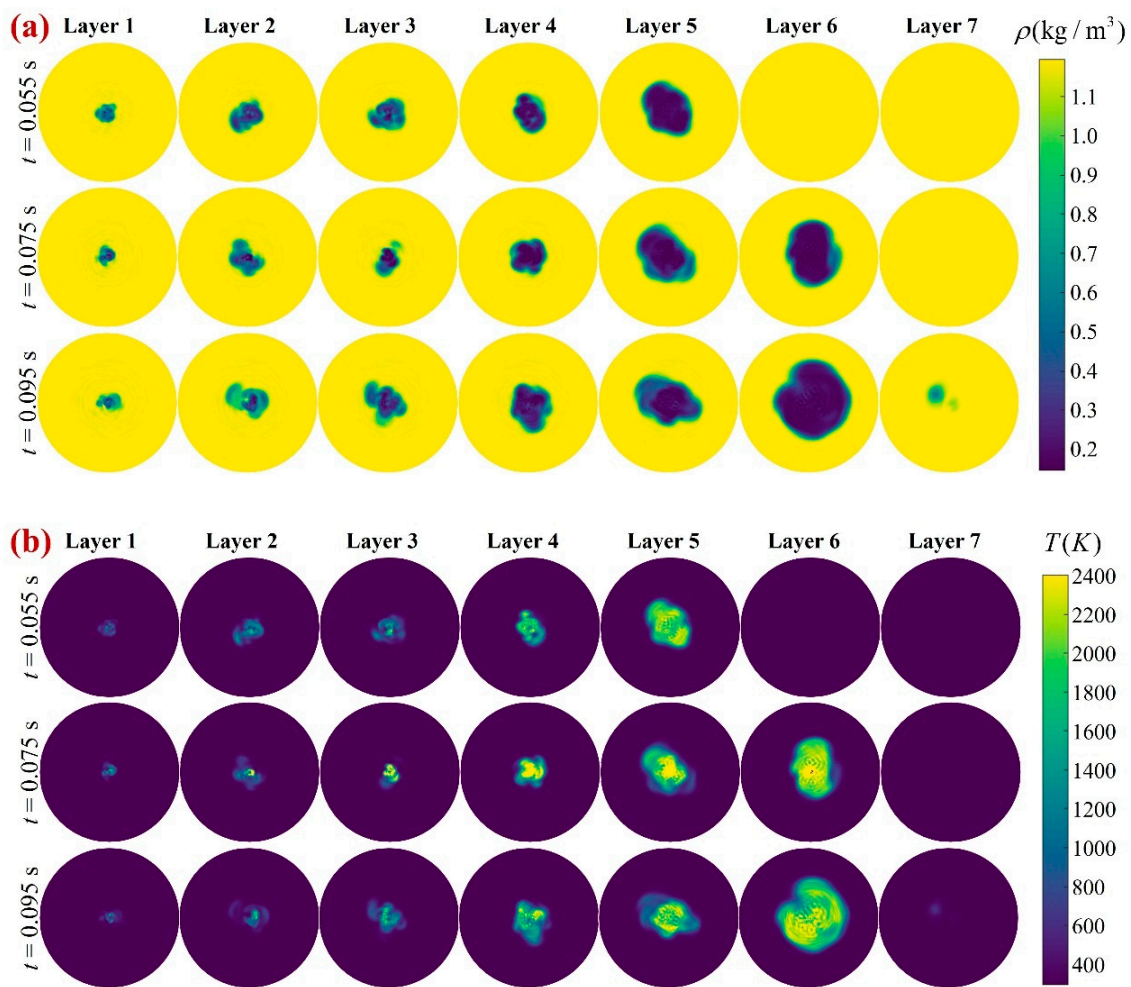 (a) Layer 1 Layer 2 Layer 3 Layer 4 Layer 5 Layer 6 Layer 7 ρ(kg / m³)
t = 0.055 s
t = 0.075 s
t = 0.095 s
1.1
1.0
0.9
0.8
0.7
0.6
0.5
0.4
0.3
0.2
(b) Layer 1 Layer 2 Layer 3 Layer 4 Layer 5 Layer 6 Layer 7 T(K)
t = 0.055 s
t = 0.075 s
t = 0.095 s
2400
2200
2000
1800
1600
1400
1200
1000
800
600
400